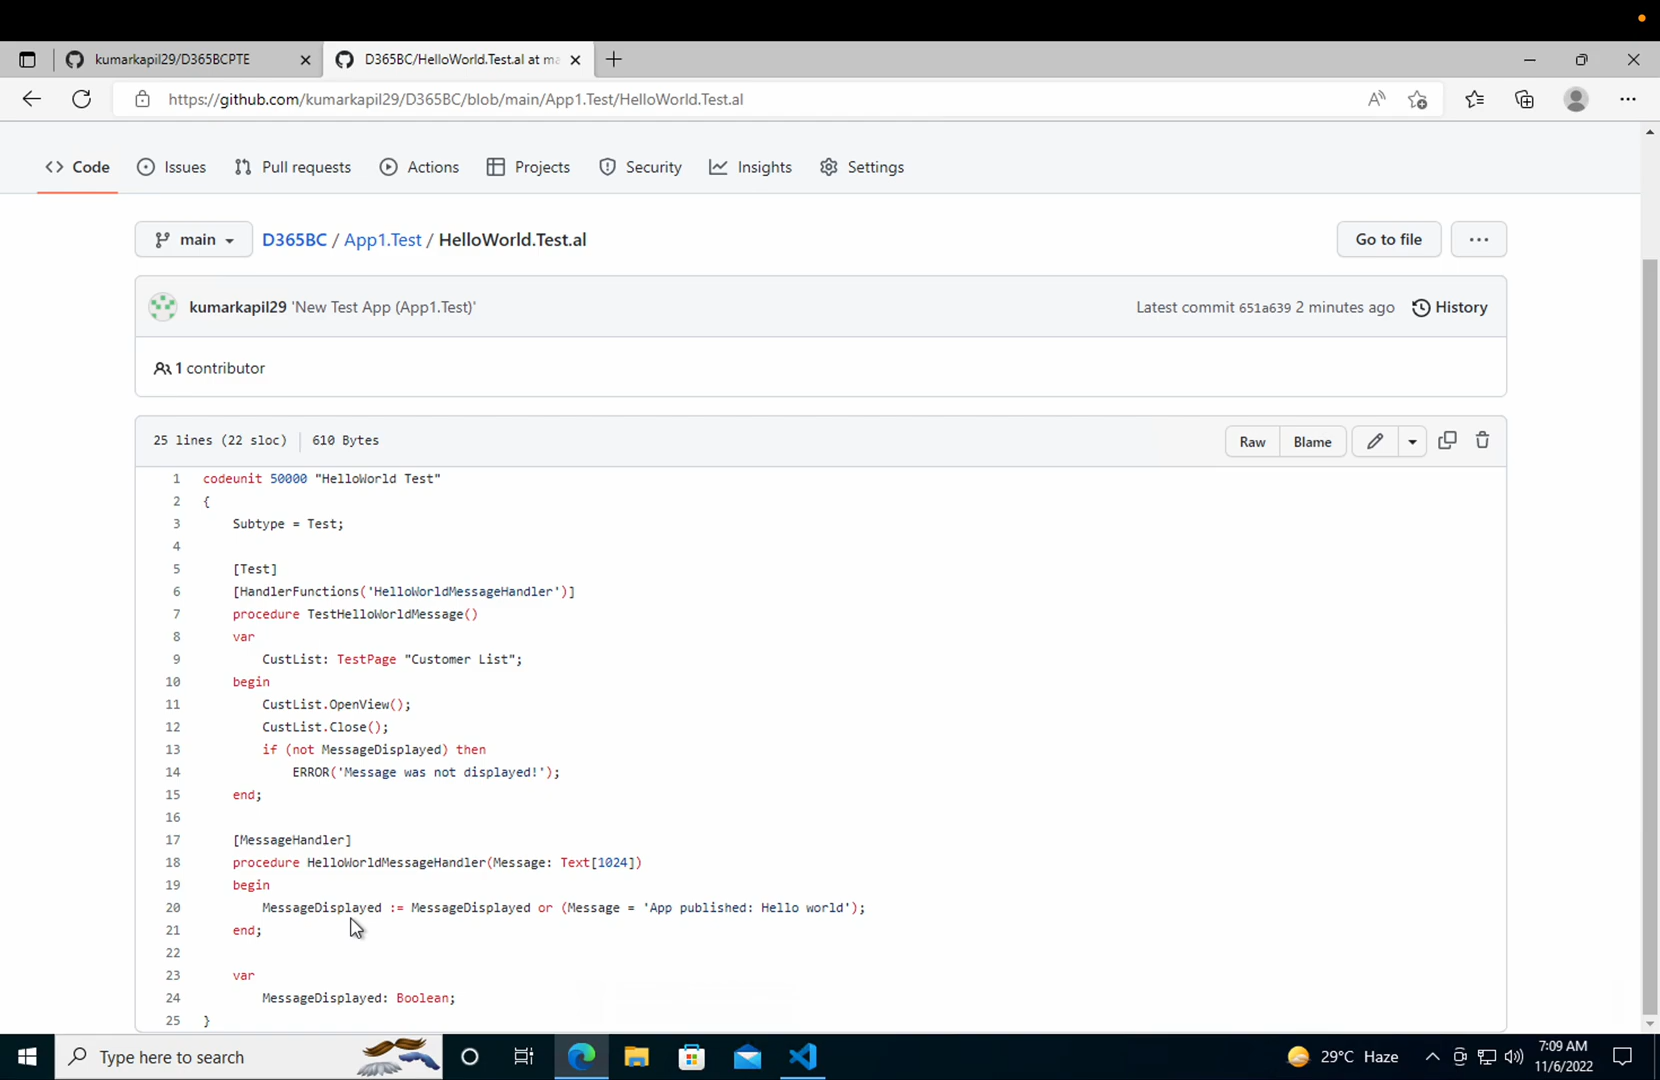 kumarkapil29/D365BCPTE
D365BC/HelloWorld.Test.al at ma
https://github.com/kumarkapil29/D365BC/blob/main/App1.Test/HelloWorld.Test.al
Code Issues Pull requests Actions Projects Security Insights Settings
main D365BC / App1.Test / HelloWorld.Test.al Go to file ...
kumarkapil29 'New Test App (App1.Test)' Latest commit 651a639 2 minutes ago History
1 contributor
25 lines (22 sloc) 610 Bytes Raw Blame
1 codeunit 50000 "HelloWorld Test"
2 {
3 Subtype = Test;
4
5 [Test]
6 [HandlerFunctions('HelloWorldMessageHandler')]
7 procedure TestHelloWorldMessage()
8 var
9 CustList: TestPage "Customer List";
10 begin
11 CustList.OpenView();
12 CustList.Close();
13 if (not MessageDisplayed) then
14 ERROR('Message was not displayed!');
15 end;
16
17 [MessageHandler]
18 procedure HelloWorldMessageHandler(Message: Text[1024])
19 begin
20 MessageDisplayed := MessageDisplayed or (Message = 'App published: Hello world');
21 end;
22
23 var
24 MessageDisplayed: Boolean;
25 }
Type here to search 29°C Haze 7:09 AM
11/6/2022